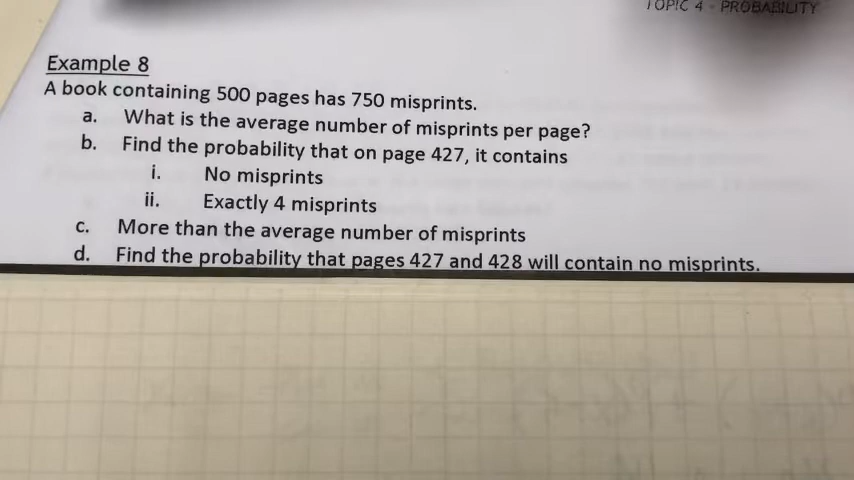 TOPIC 4 - PROBABILITY
Example 8
A book containing 500 pages has 750 misprints.
a. What is the average number of misprints per page?
b. Find the probability that on page 427, it contains
i. No misprints
ii. Exactly 4 misprints
c. More than the average number of misprints
d. Find the probability that pages 427 and 428 will contain no misprints.